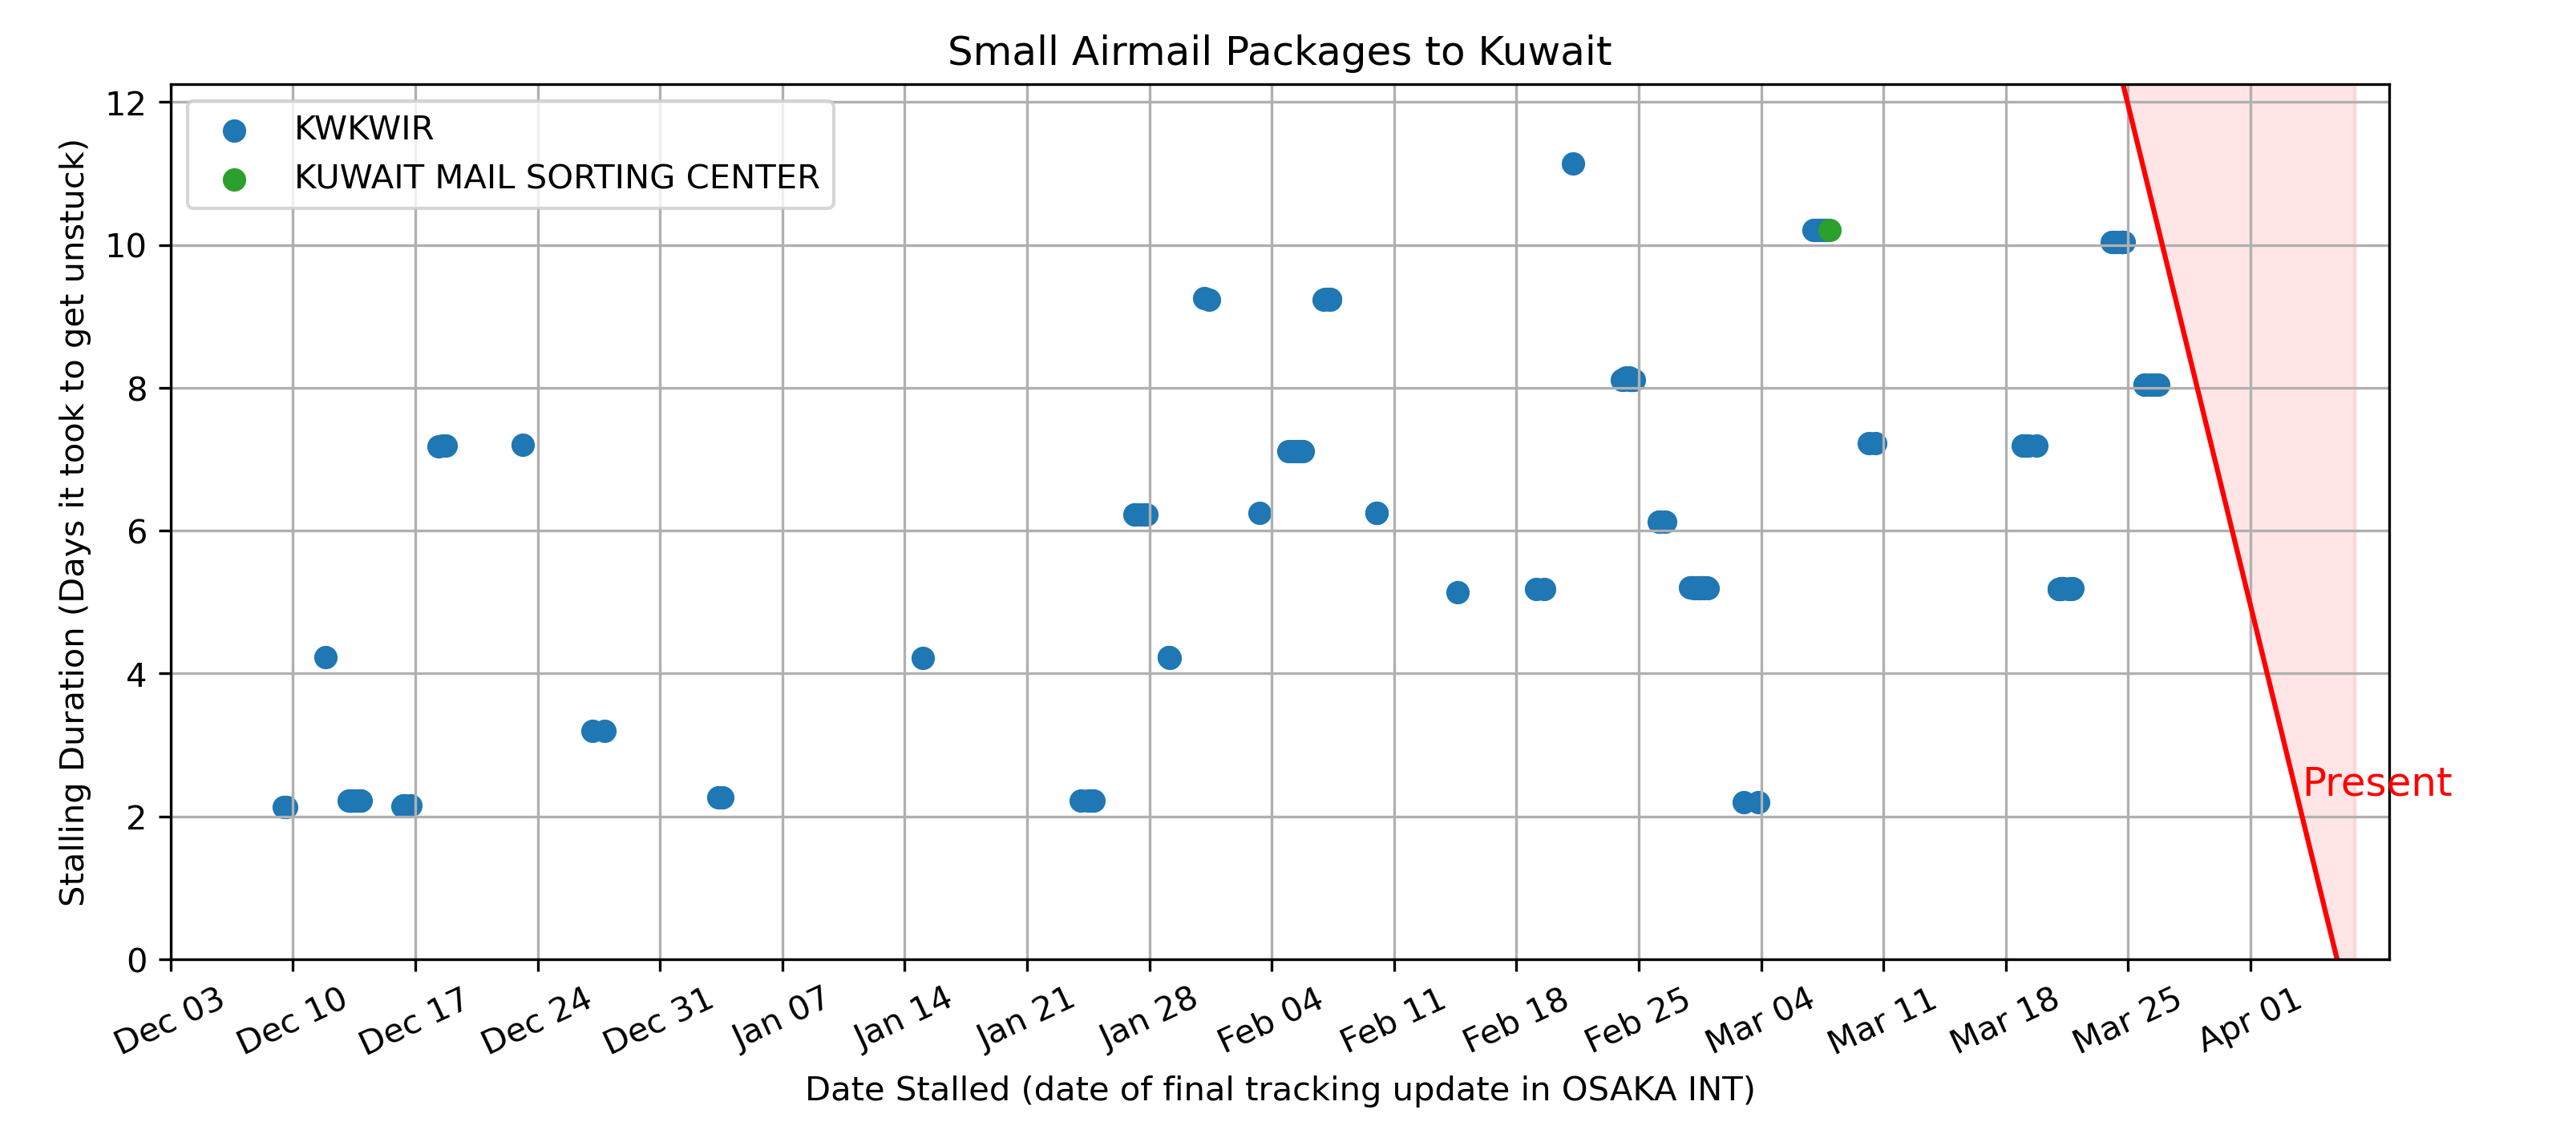 Small Airmail Packages to Kuwait
Stalling Duration (Days it took to get unstuck)
12
10
8
6
4
2
0
KWKWIR
KUWAIT MAIL SORTING CENTER
Present
Dec 03
Dec 10
Dec 17
Dec 24
Dec 31
Jan 07
Jan 14
Jan 21
Jan 28
Feb 04
Feb 11
Feb 18
Feb 25
Mar 04
Mar 11
Mar 18
Mar 25
Apr 01
Date Stalled (date of final tracking update in OSAKA INT)